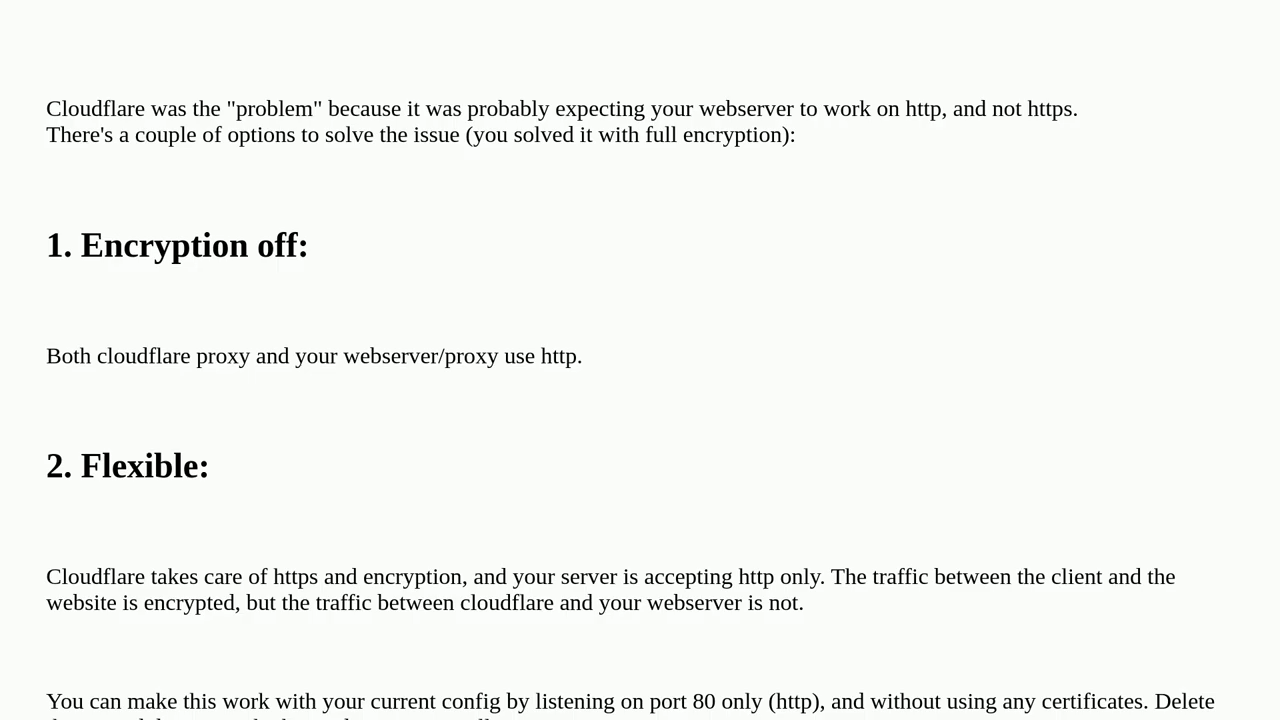 Cloudflare was the "problem" because it was probably expecting your webserver to work on http, and not https.
There's a couple of options to solve the issue (you solved it with full encryption):
1. Encryption off:
Both cloudflare proxy and your webserver/proxy use http.
2. Flexible:
Cloudflare takes care of https and encryption, and your server is accepting http only. The traffic between the client and the
website is encrypted, but the traffic between cloudflare and your webserver is not.
You can make this work with your current config by listening on port 80 only (http), and without using any certificates. Delete